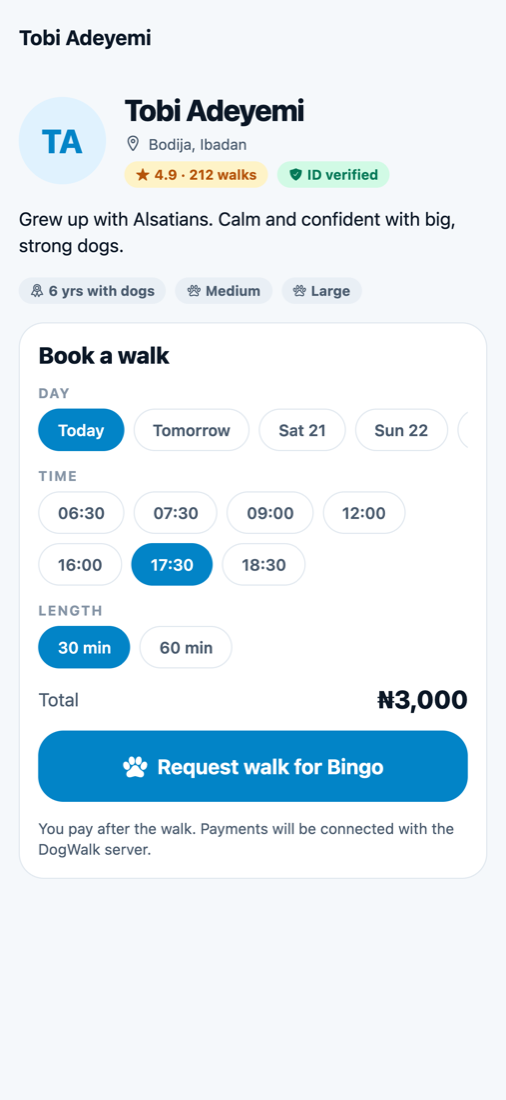 Tobi Adeyemi
TA
Tobi Adeyemi
Bodija, Ibadan
★ 4.9 · 212 walks
ID verified
Grew up with Alsatians. Calm and confident with big,
strong dogs.
6 yrs with dogs
Medium
Large
Book a walk
DAY
Today
Tomorrow
Sat 21
Sun 22
TIME
06:30
07:30
09:00
12:00
16:00
17:30
18:30
LENGTH
30 min
60 min
Total
₦3,000
Request walk for Bingo
You pay after the walk. Payments will be connected with the
DogWalk server.